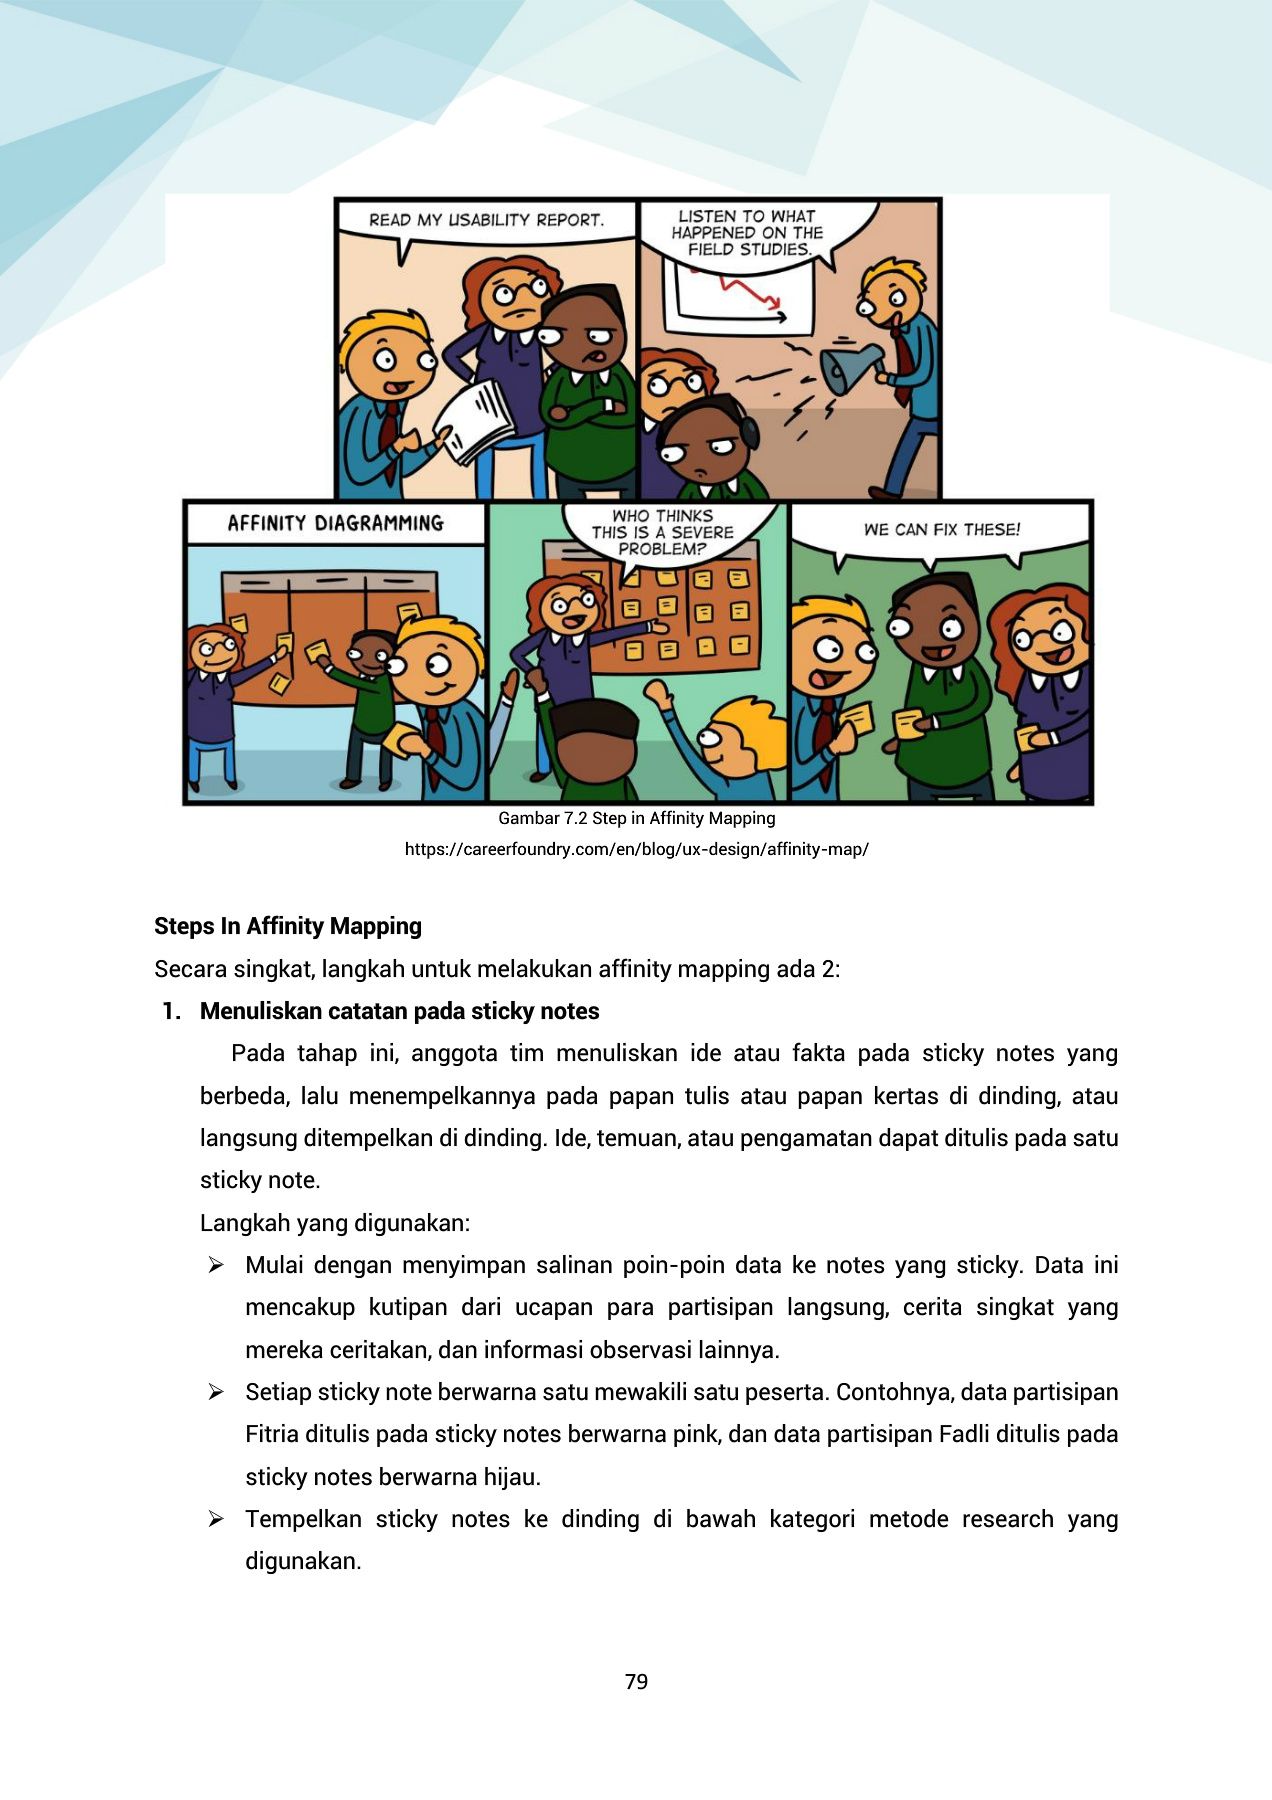 READ MY USABILITY REPORT.
LISTEN TO WHAT
HAPPENED ON THE
FIELD STUDIES.
AFFINITY DIAGRAMMING
WHO THINKS
THIS IS A SEVERE
PROBLEM?
WE CAN FIX THESE!
Gambar 7.2 Step in Affinity Mapping
https://careerfoundry.com/en/blog/ux-design/affinity-map/
Steps In Affinity Mapping
Secara singkat, langkah untuk melakukan affinity mapping ada 2:
1. Menuliskan catatan pada sticky notes
Pada tahap ini, anggota tim menuliskan ide atau fakta pada sticky notes yang
berbeda, lalu menempelkannya pada papan tulis atau papan kertas di dinding, atau
langsung ditempelkan di dinding. Ide, temuan, atau pengamatan dapat ditulis pada satu
sticky note.
Langkah yang digunakan:
➢ Mulai dengan menyimpan salinan poin-poin data ke notes yang sticky. Data ini
mencakup kutipan dari ucapan para partisipan langsung, cerita singkat yang
mereka ceritakan, dan informasi observasi lainnya.
➢ Setiap sticky note berwarna satu mewakili satu peserta. Contohnya, data partisipan
Fitria ditulis pada sticky notes berwarna pink, dan data partisipan Fadli ditulis pada
sticky notes berwarna hijau.
➢ Tempelkan sticky notes ke dinding di bawah kategori metode research yang
digunakan.
79